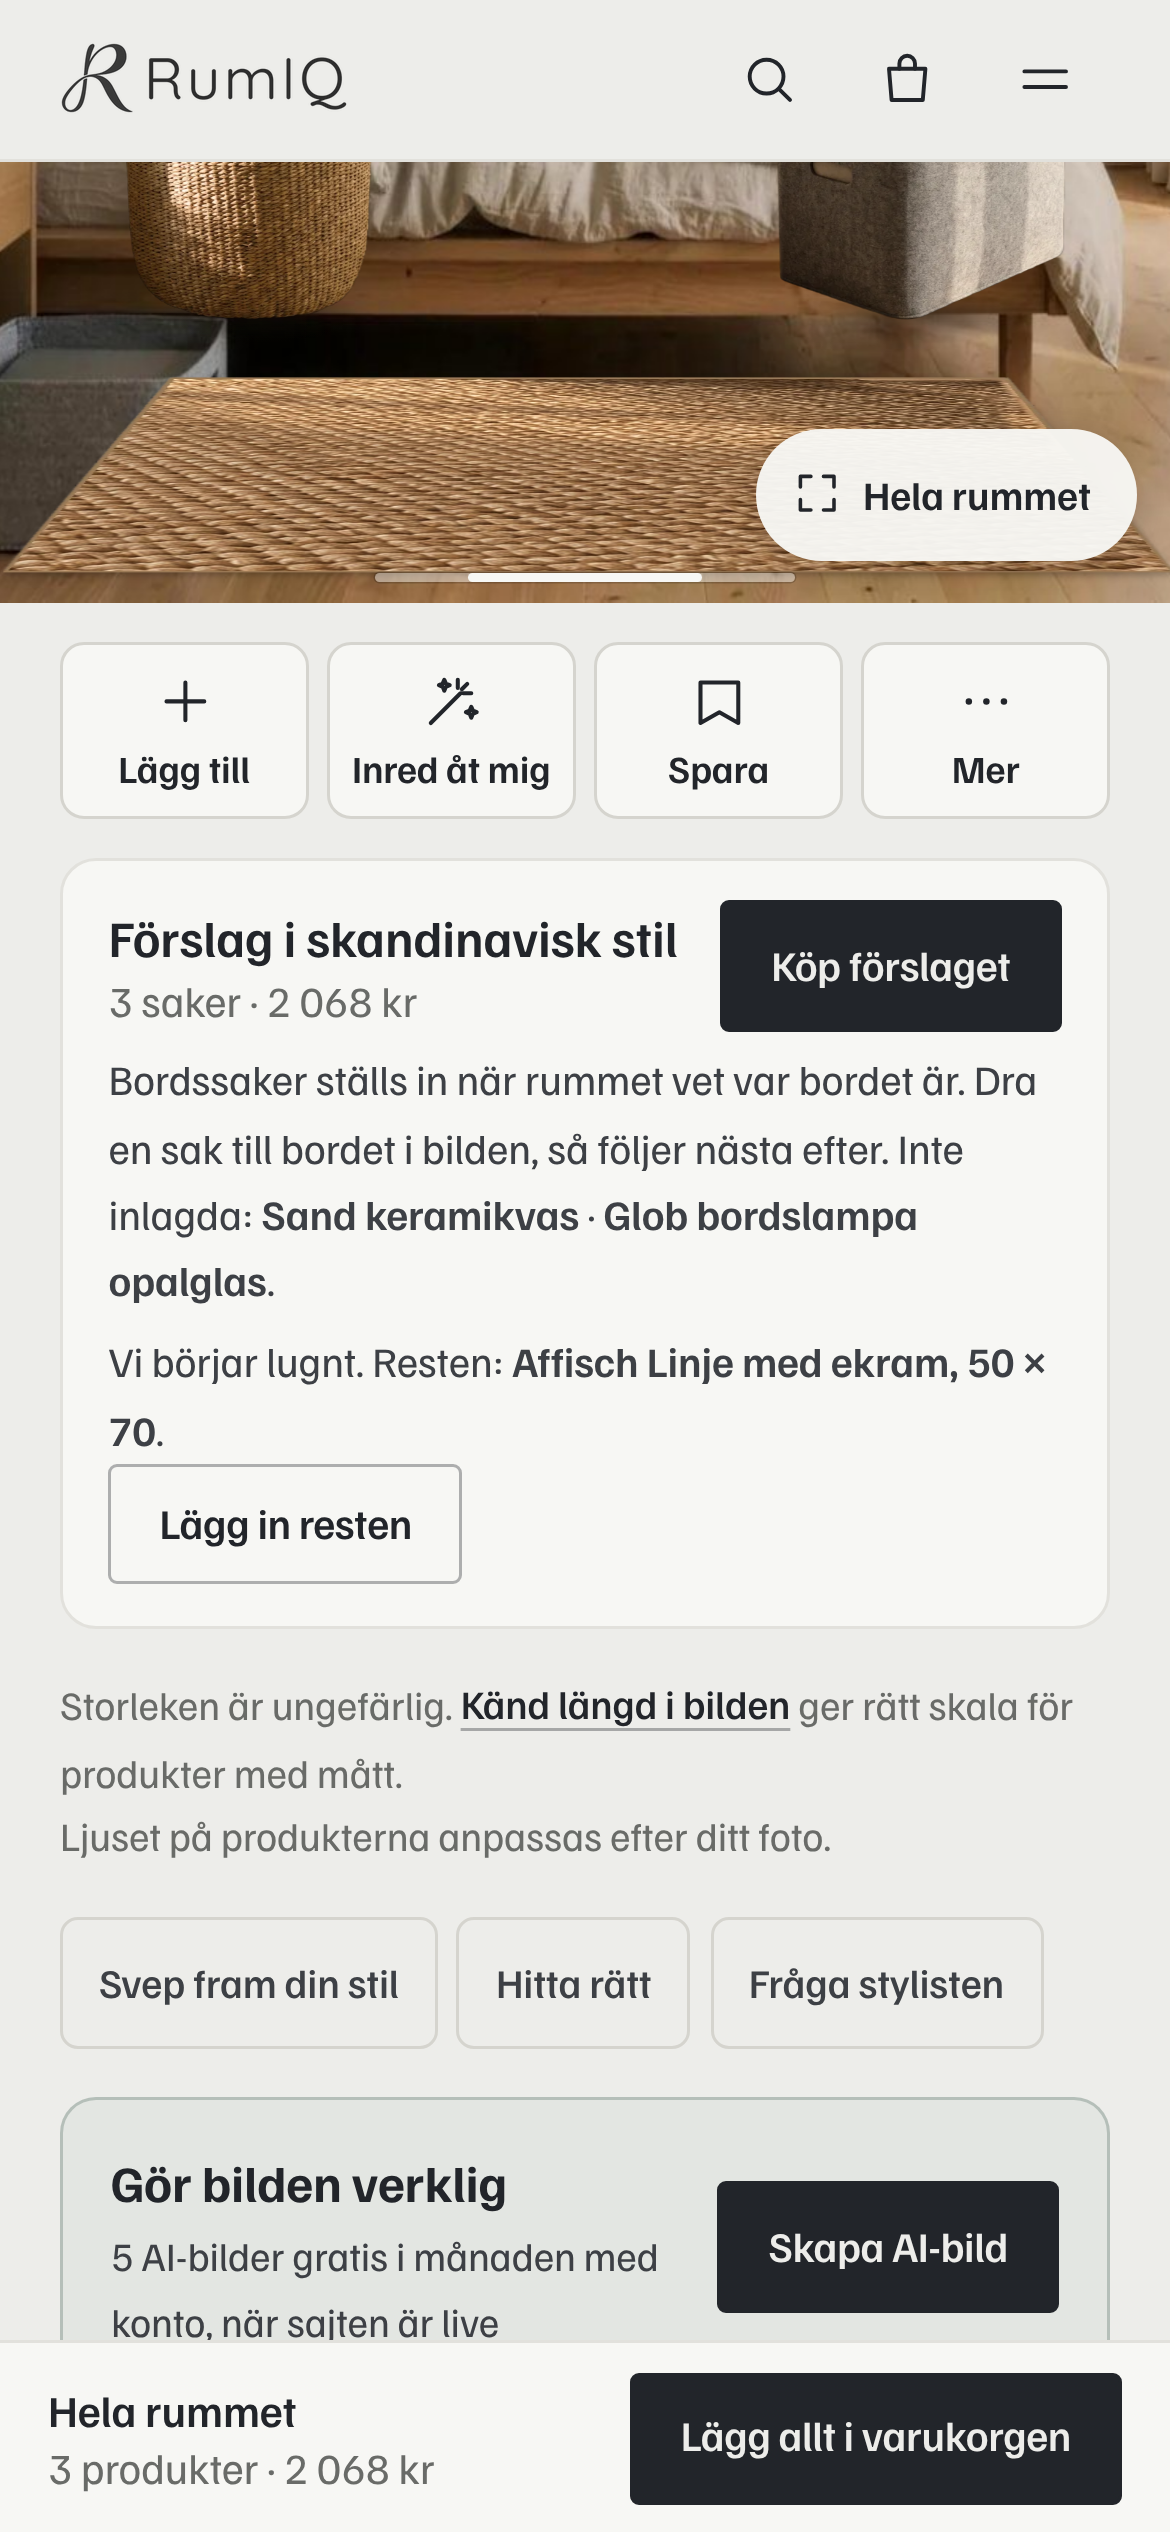 R RumIQ
Hela rummet
Lägg till
Inred åt mig
Spara
Mer
Förslag i skandinavisk stil
3 saker · 2 068 kr
Köp förslaget
Bordssaker ställs in när rummet vet var bordet är. Dra
en sak till bordet i bilden, så följer nästa efter. Inte
inlagda: Sand keramikvas · Glob bordslampa
opalglas.
Vi börjar lugnt. Resten: Affisch Linje med ekram, 50 ×
70.
Lägg in resten
Storleken är ungefärlig. Känd längd i bilden ger rätt skala för
produkter med mått.
Ljuset på produkterna anpassas efter ditt foto.
Svep fram din stil
Hitta rätt
Fråga stylisten
Gör bilden verklig
5 AI-bilder gratis i månaden med
konto, när sajten är live
Skapa AI-bild
Hela rummet
3 produkter · 2 068 kr
Lägg allt i varukorgen